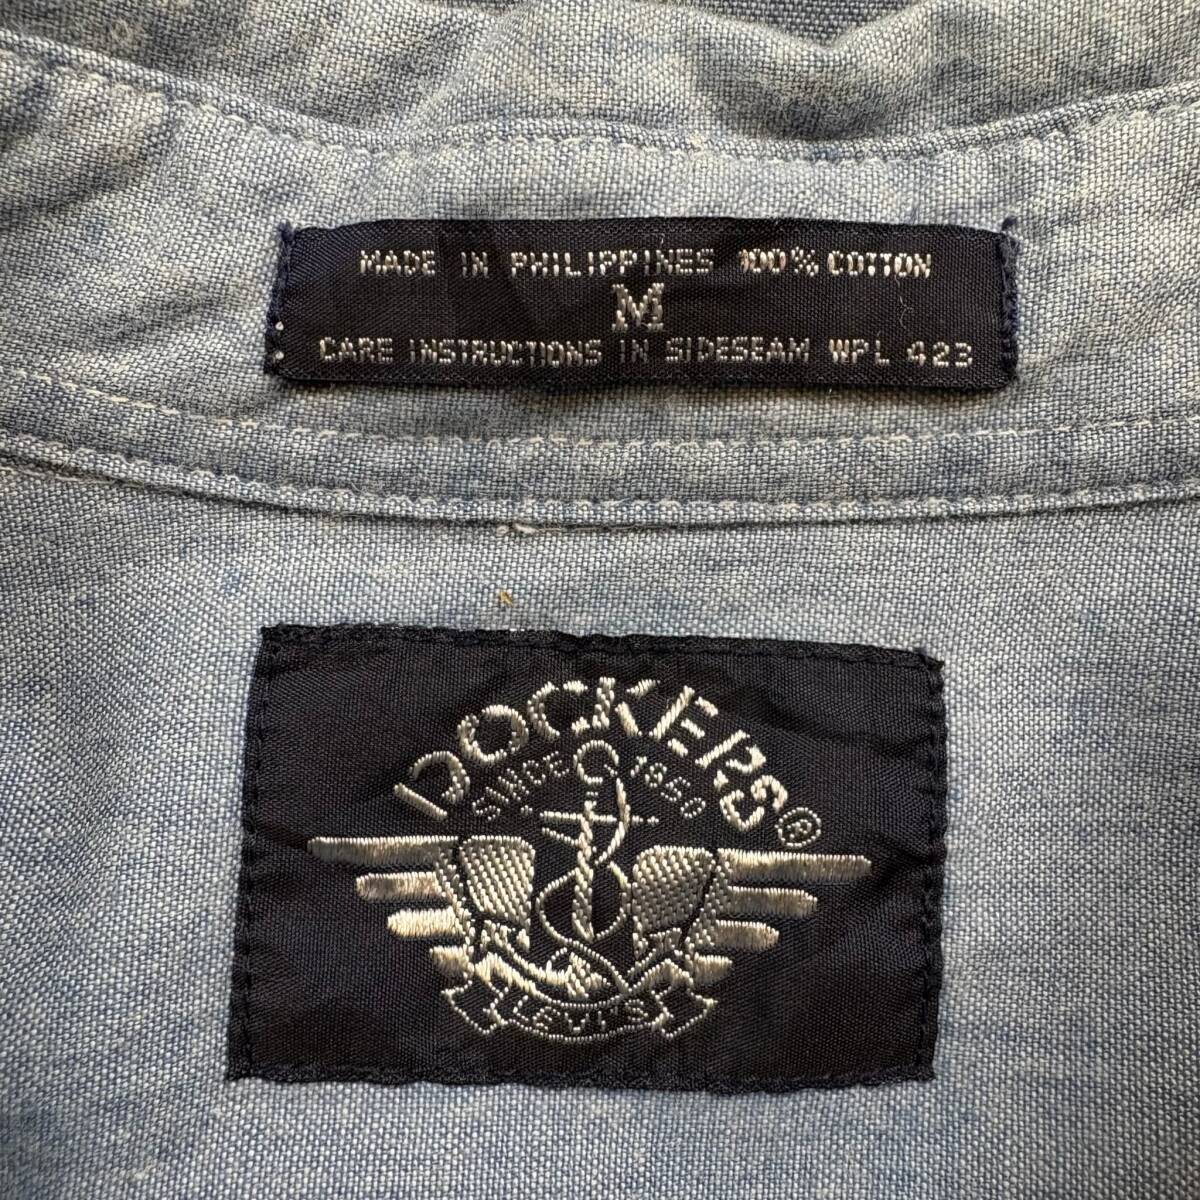 MADE IN PHILIPPINES 100% COTTON
M
CARE INSTRUCTIONS IN SIDESEAM WPL 423
DOCKERS®
SINCE 1850
LEVI'S